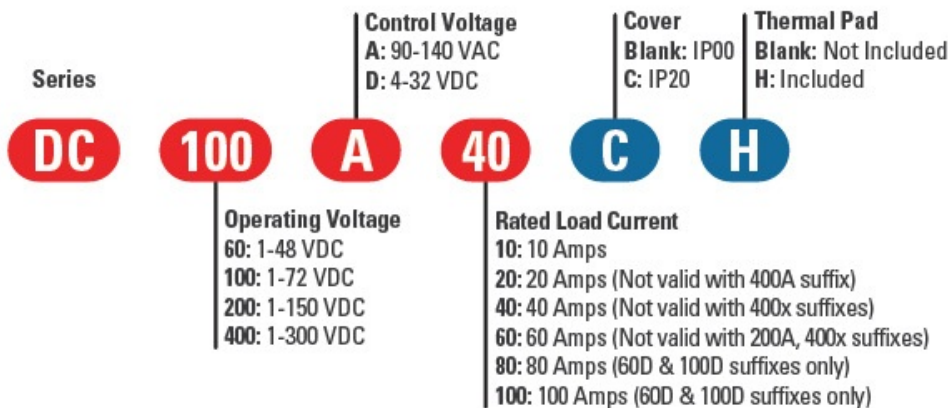 Control Voltage
A: 90-140 VAC
D: 4-32 VDC
Cover
Blank: IP00
C: IP20
Thermal Pad
Blank: Not Included
H: Included
Series
DC 100 A 40 C H
Operating Voltage
60: 1-48 VDC
100: 1-72 VDC
200: 1-150 VDC
400: 1-300 VDC
Rated Load Current
10: 10 Amps
20: 20 Amps (Not valid with 400A suffix)
40: 40 Amps (Not valid with 400x suffixes)
60: 60 Amps (Not valid with 200A, 400x suffixes)
80: 80 Amps (60D & 100D suffixes only)
100: 100 Amps (60D & 100D suffixes only)